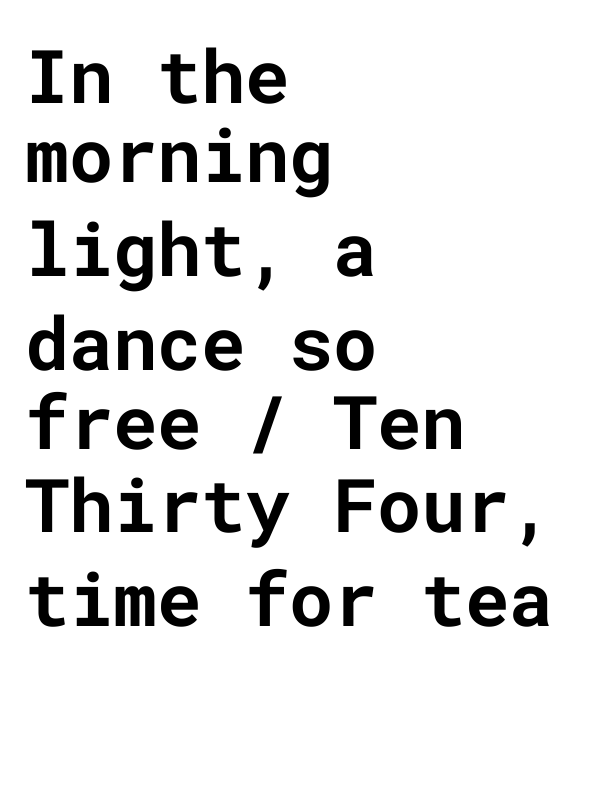 In the
morning
light, a
dance so
free / Ten
Thirty Four,
time for tea